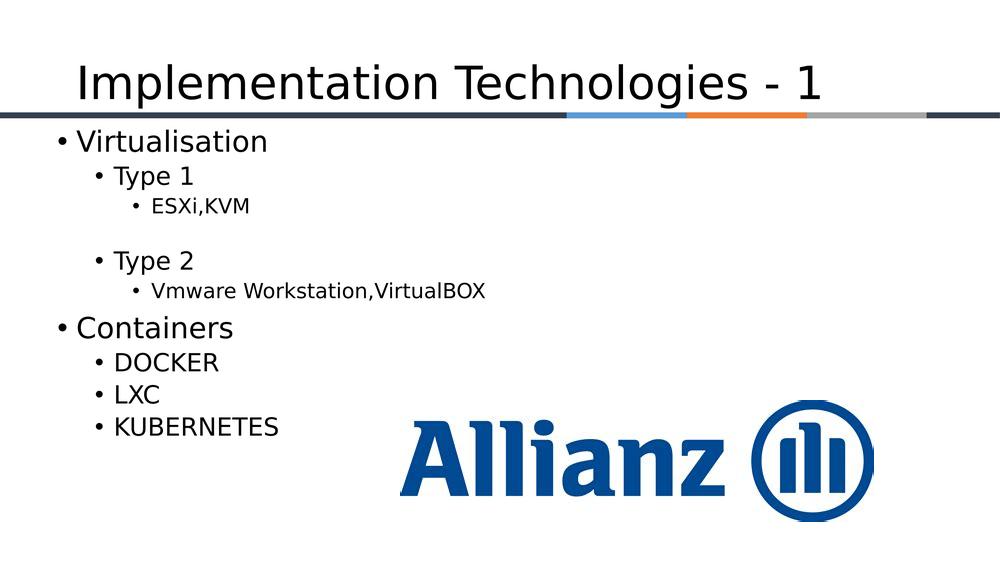 Implementation Technologies - 1
• Virtualisation
• Type 1
• ESXi,KVM
• Type 2
• Vmware Workstation,VirtualBOX
• Containers
• DOCKER
• LXC
• KUBERNETES
Allianz